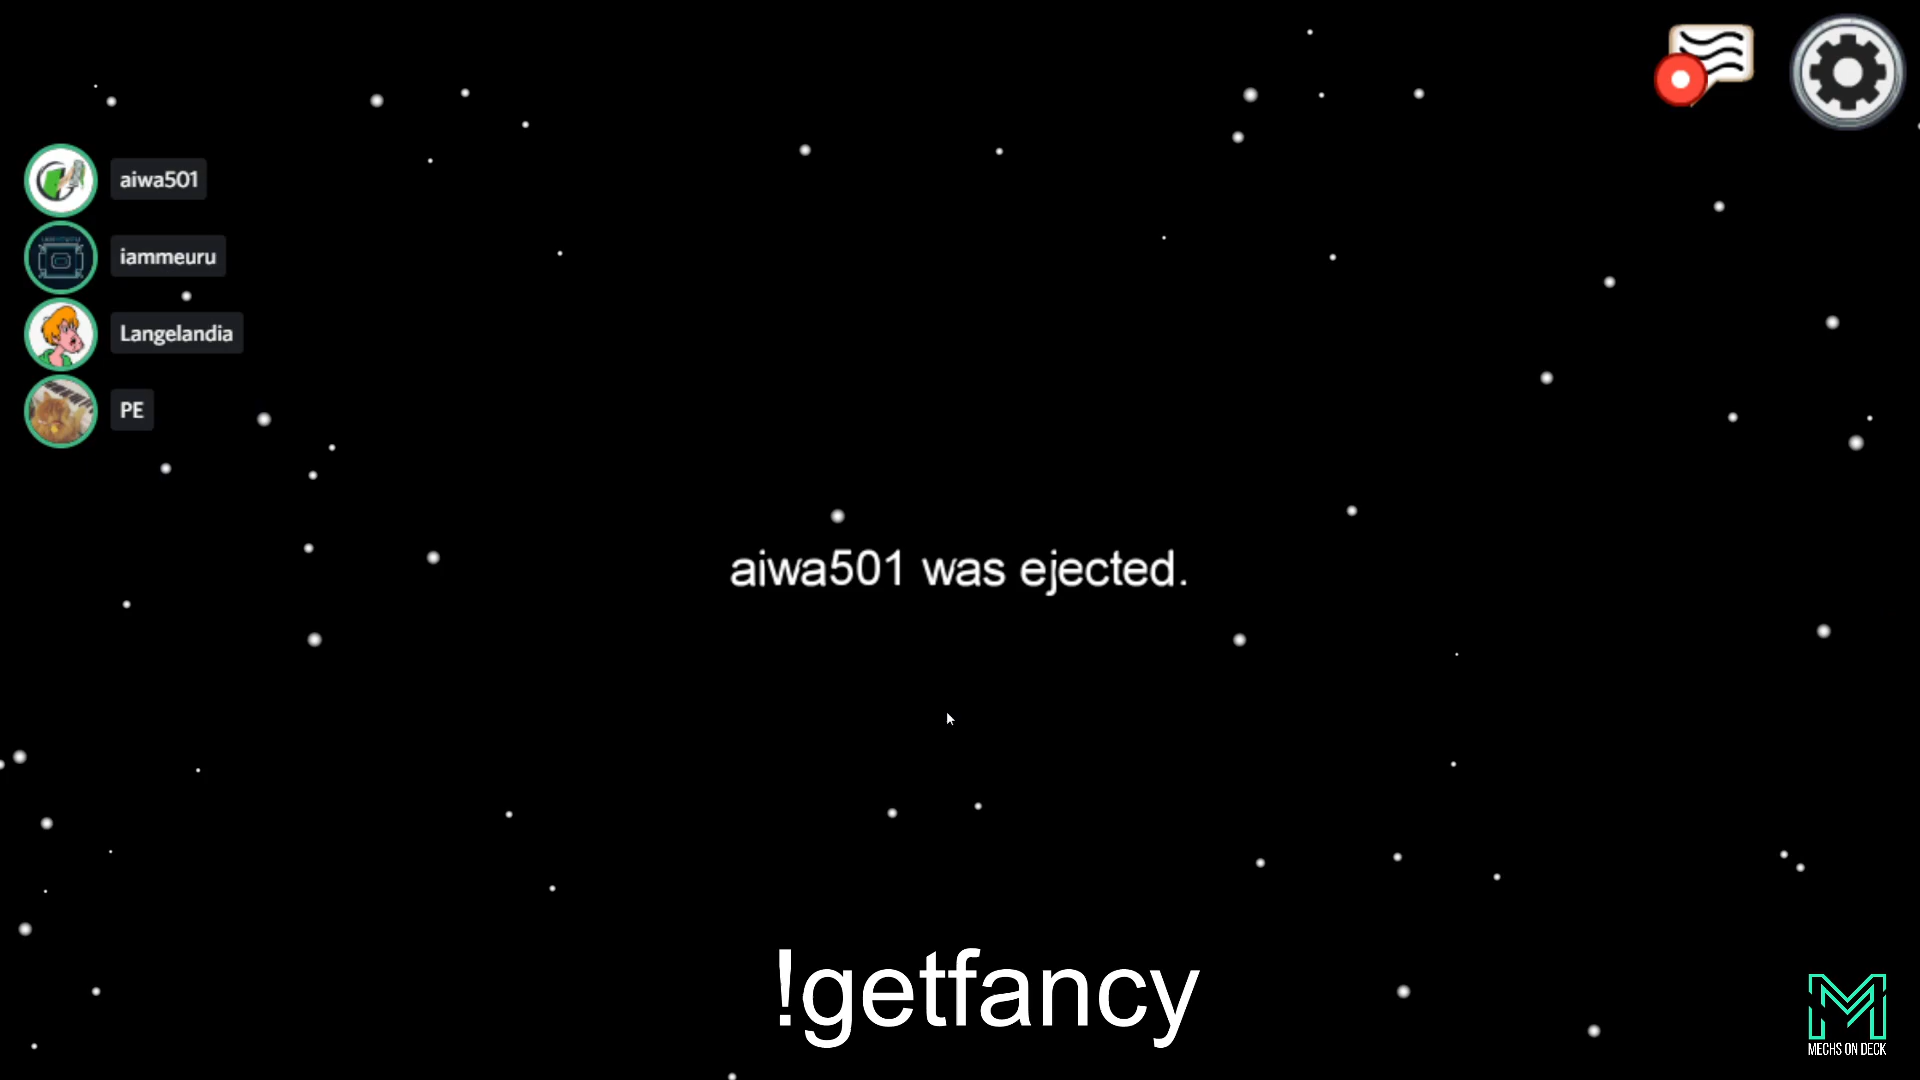 aiwa501
iammeuru
Langelandia
PE
aiwa501 was ejected.
!getfancy
MECHS ON DECK